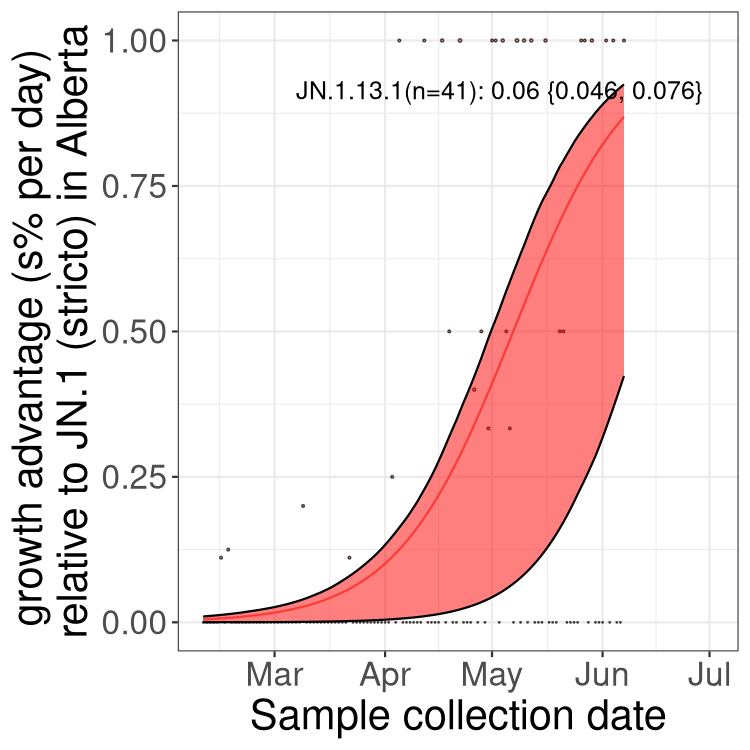 growth advantage (s% per day)
relative to JN.1 (stricto) in Alberta
1.00
JN.1.13.1(n=41): 0.06 {0.046, 0.076}
0.75
0.50
0.25
0.00
Mar Apr May Jun Jul
Sample collection date